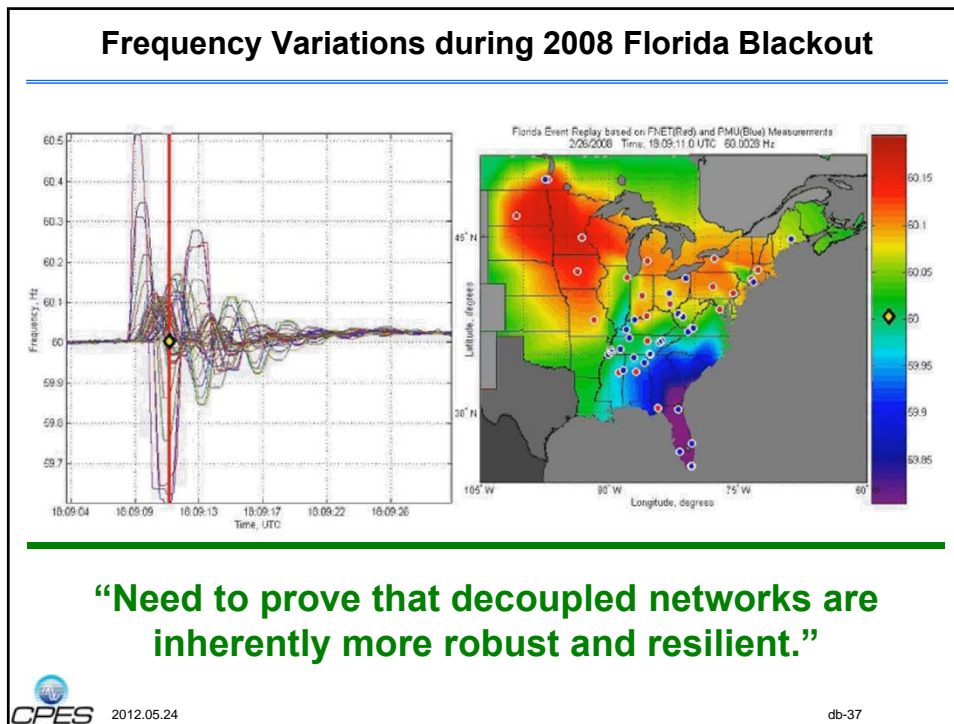 Frequency Variations during 2008 Florida Blackout
60.5
60.4
60.3
60.2
60.1
60
59.9
59.8
59.7
Frequency, Hz
18:09:04
18:09:09
18:09:13
18:09:17
18:09:22
18:09:26
Time, UTC
Florida Event Replay based on FNET(Red) and PMU(Blue) Measurements
2/26/2008 Time, 18:09:11.0 UTC 60.0028 Hz
45° N
30° N
Latitude, degrees
105° W
90° W
75° W
60°
Longitude, degrees
60.15
60.1
60.05
60
59.95
59.9
59.85
“Need to prove that decoupled networks are
inherently more robust and resilient.”
CPES
2012.05.24
db-37